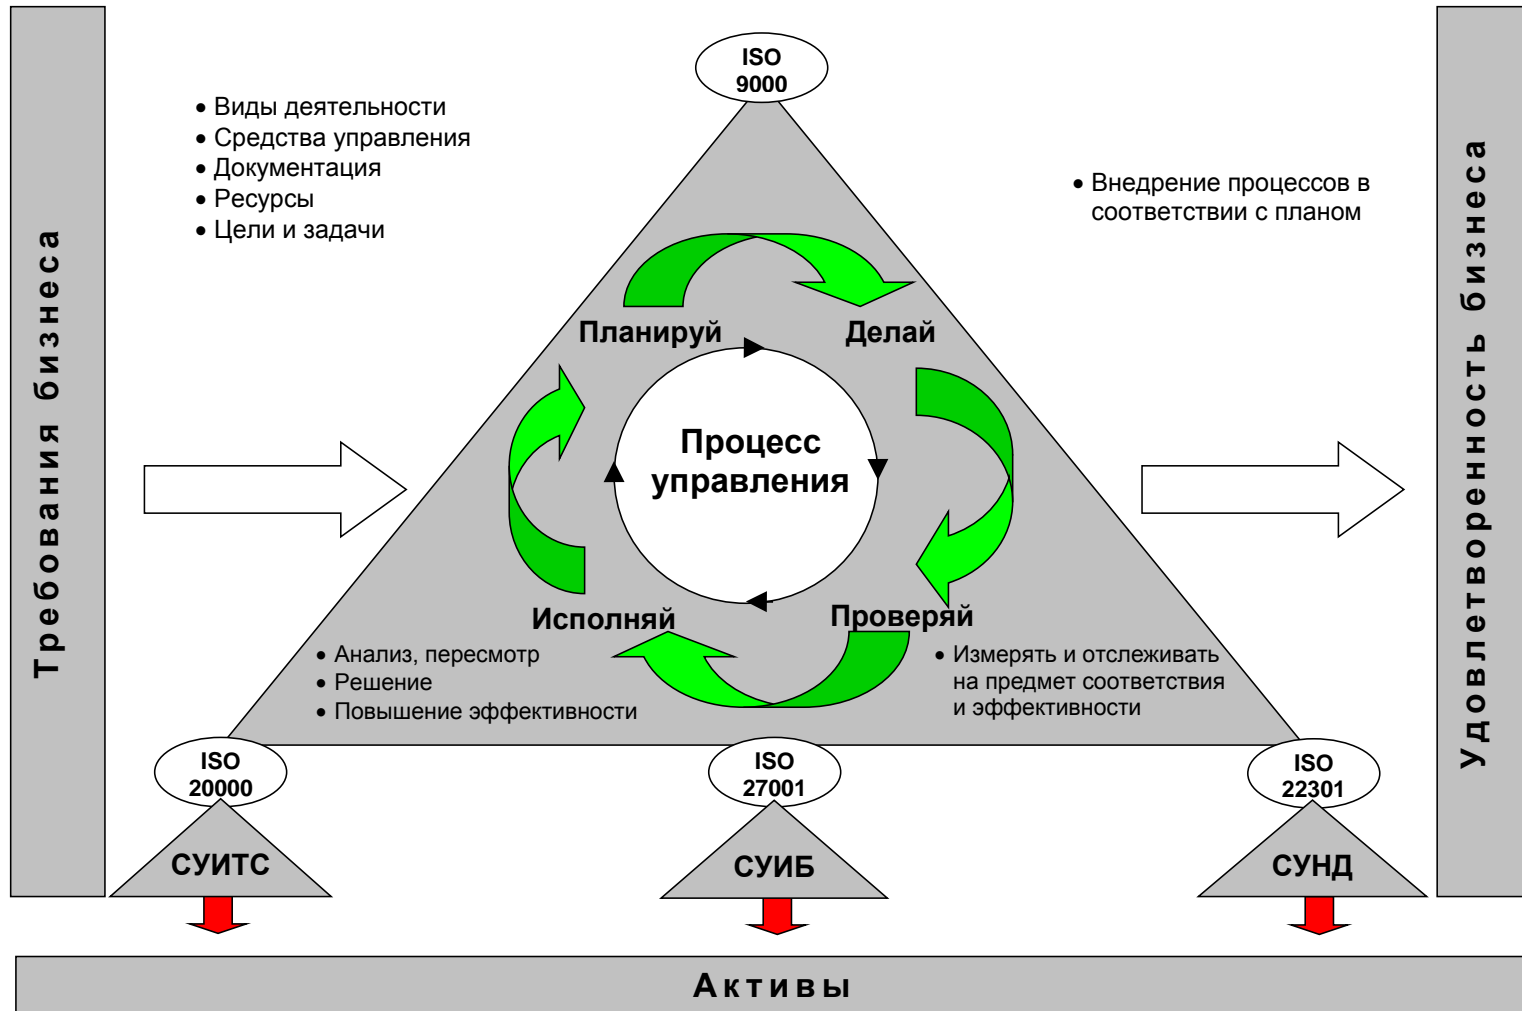 Требования бизнеса
ISO
9000
• Виды деятельности
• Средства управления
• Документация
• Ресурсы
• Цели и задачи
• Внедрение процессов в
соответствии с планом
Планируй
Делай
Процесс
управления
Исполняй
Проверяй
• Анализ, пересмотр
• Решение
• Повышение эффективности
• Измерять и отслеживать
на предмет соответствия
и эффективности
ISO
20000
ISO
27001
ISO
22301
СУИТС
СУИБ
СУНД
Удовлетворенность бизнеса
Активы